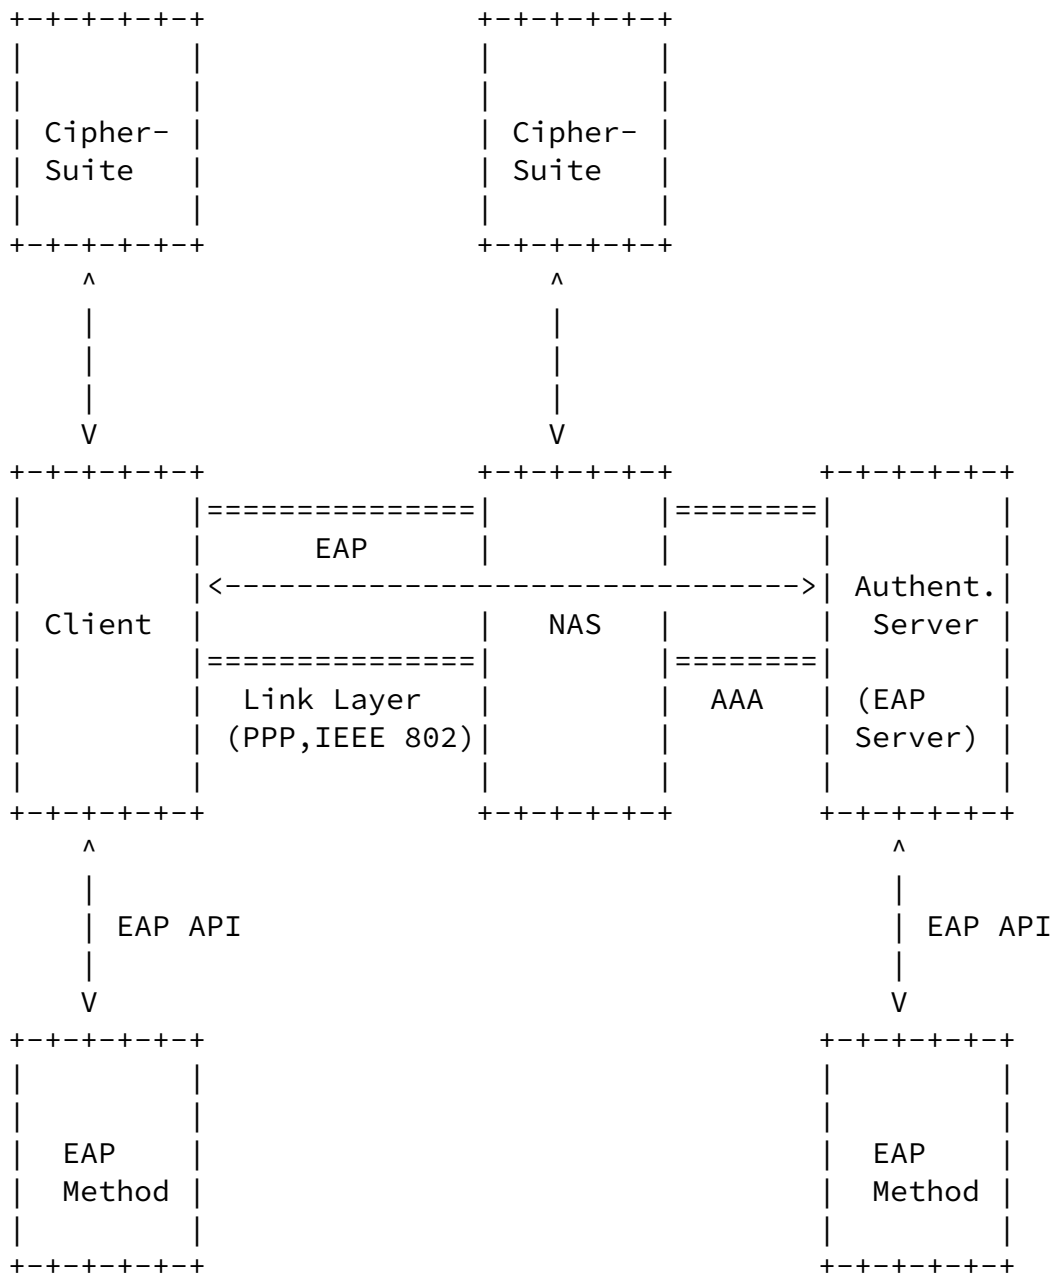 +-+-+-+-+-+               +-+-+-+-+-+
|         |               |         |
|         |               |         |
| Cipher- |               | Cipher- |
| Suite   |               | Suite   |
|         |               |         |
+-+-+-+-+-+               +-+-+-+-+-+
    ^                         ^
    |                         |
    |                         |
    |                         |
    V                         V
+-+-+-+-+-+               +-+-+-+-+-+        +-+-+-+-+-+
|         |===============|         |========|         |
|         |      EAP      |         |        |         |
|         |<-------------------------------->| Authent.|
| Client  |               |   NAS   |        |  Server |
|         |===============|         |========|         |
|         |  Link Layer   |         |  AAA   | (EAP    |
|         | (PPP,IEEE 802)|         |        | Server) |
|         |               |         |        |         |
+-+-+-+-+-+               +-+-+-+-+-+        +-+-+-+-+-+
    ^                                            ^
    |                                            |
    | EAP API                                    | EAP API
    |                                            |
    V                                            V
+-+-+-+-+-+                                  +-+-+-+-+-+
|         |                                  |         |
|         |                                  |         |
|  EAP    |                                  |  EAP    |
|  Method |                                  |  Method |
|         |                                  |         |
+-+-+-+-+-+                                  +-+-+-+-+-+